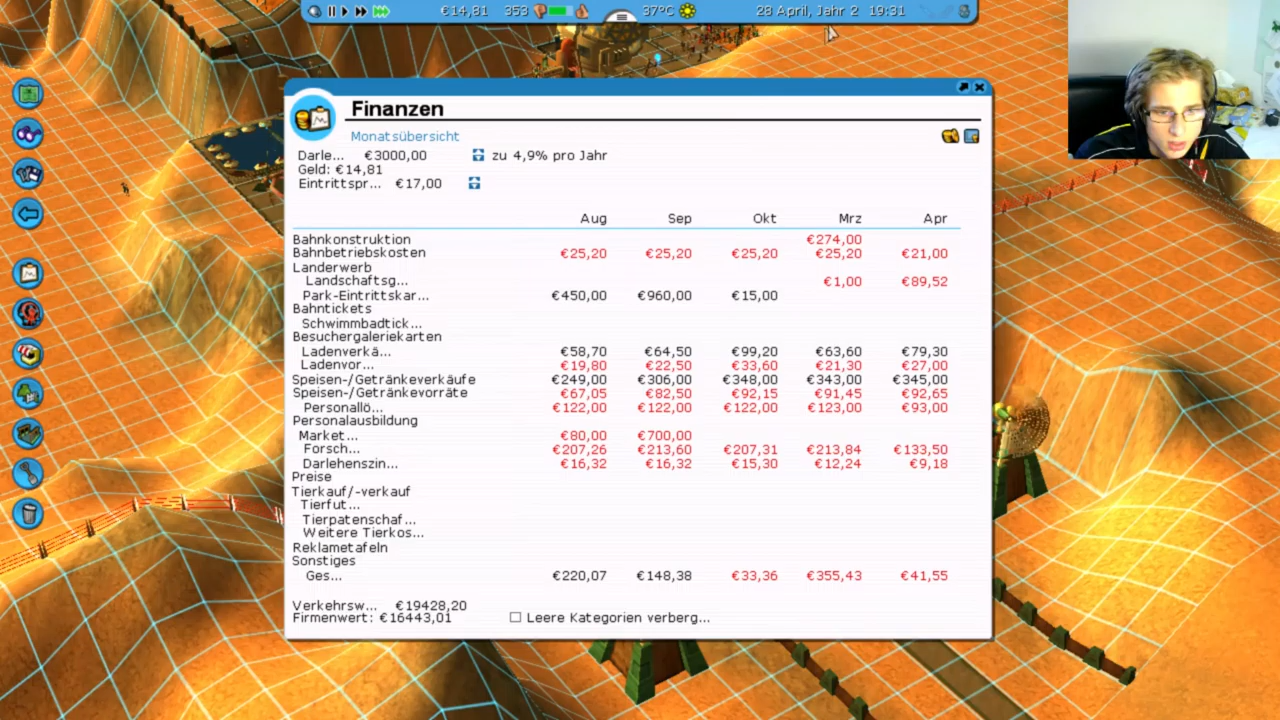 €14,81 353 37°C 28 April, Jahr 2 19:31
Finanzen
Monatsübersicht
Darle... €3000,00 zu 4,9% pro Jahr
Geld: €14,81
Eintrittspr... €17,00
Aug Sep Okt Mrz Apr
Bahnkonstruktion €274,00
Bahnbetriebskosten €25,20 €25,20 €25,20 €25,20 €21,00
Landerwerb
Landschaftsg... €1,00 €89,52
Park-Eintrittskar... €450,00 €960,00 €15,00
Bahntickets
Schwimmbadtick...
Besuchergaleriekarten
Ladenverkä... €58,70 €64,50 €99,20 €63,60 €79,30
Ladenvor... €19,80 €22,50 €33,60 €21,30 €27,00
Speisen-/Getränkeverkäufe €249,00 €306,00 €348,00 €343,00 €345,00
Speisen-/Getränkevorräte €67,05 €82,50 €92,15 €91,45 €92,65
Personallö... €122,00 €122,00 €122,00 €123,00 €93,00
Personalausbildung
Market... €80,00 €700,00
Forsch... €207,26 €213,60 €207,31 €213,84 €133,50
Darlehenszin... €16,32 €16,32 €15,30 €12,24 €9,18
Preise
Tierkauf/-verkauf
Tierfut...
Tierpatenschaf...
Weitere Tierkos...
Reklametafeln
Sonstiges
Ges... €220,07 €148,38 €33,36 €355,43 €41,55
Verkehrsw... €19428,20
Firmenwert: €16443,01 Leere Kategorien verberg...